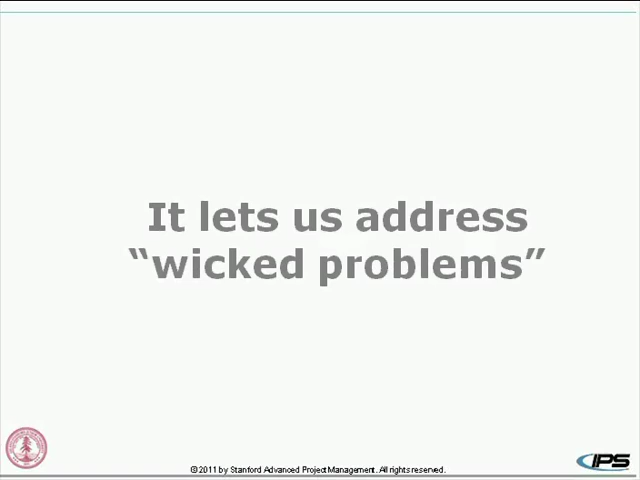 It lets us address
“wicked problems”
© 2011 by Stanford Advanced Project Management. All rights reserved.
IPS